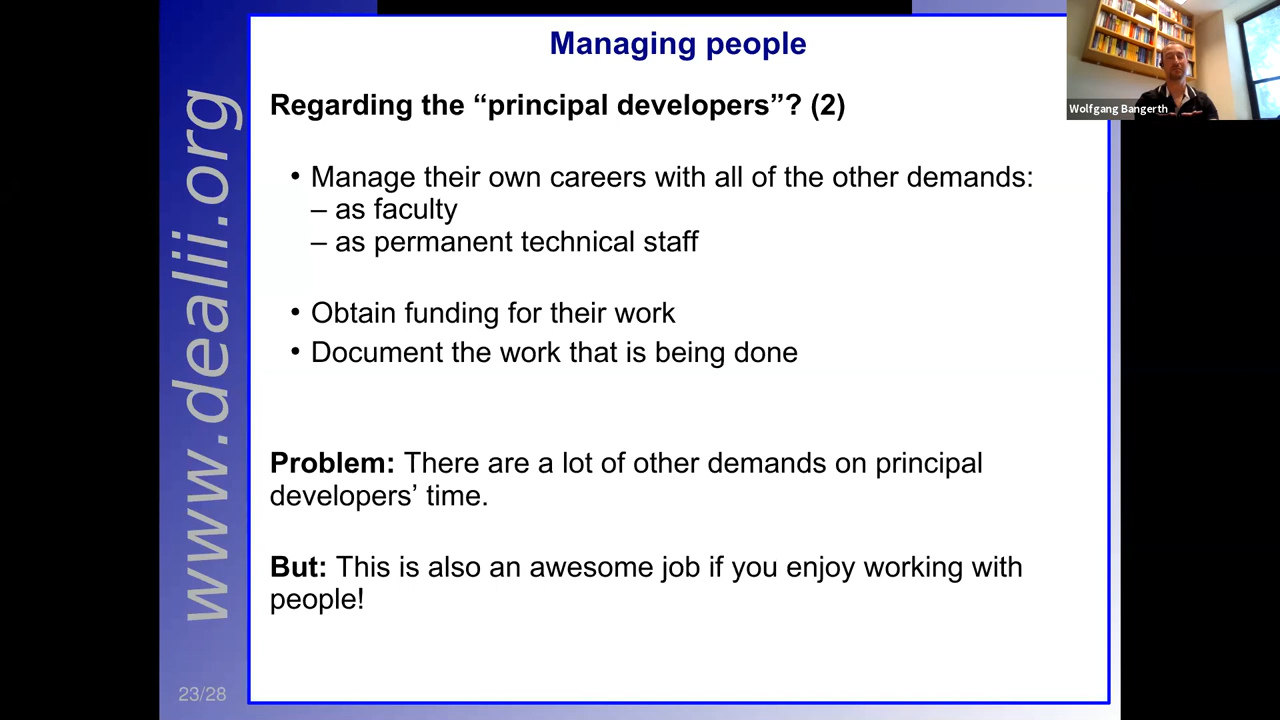 Managing people
Regarding the “principal developers”? (2)
• Manage their own careers with all of the other demands:
– as faculty
– as permanent technical staff
• Obtain funding for their work
• Document the work that is being done
Problem: There are a lot of other demands on principal
developers’ time.
But: This is also an awesome job if you enjoy working with
people!
www.dealii.org
23/28
Wolfgang Bangerth